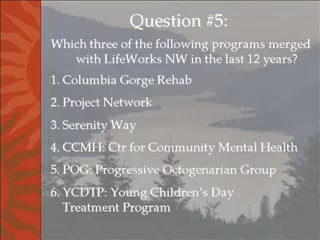 Question #5:
Which three of the following programs merged
with LifeWorks NW in the last 12 years?
1. Columbia Gorge Rehab
2. Project Network
3. Serenity Way
4. CCMH: Ctr for Community Mental Health
5. POG: Progressive Octogenarian Group
6. YCDTP: Young Children's Day
Treatment Program